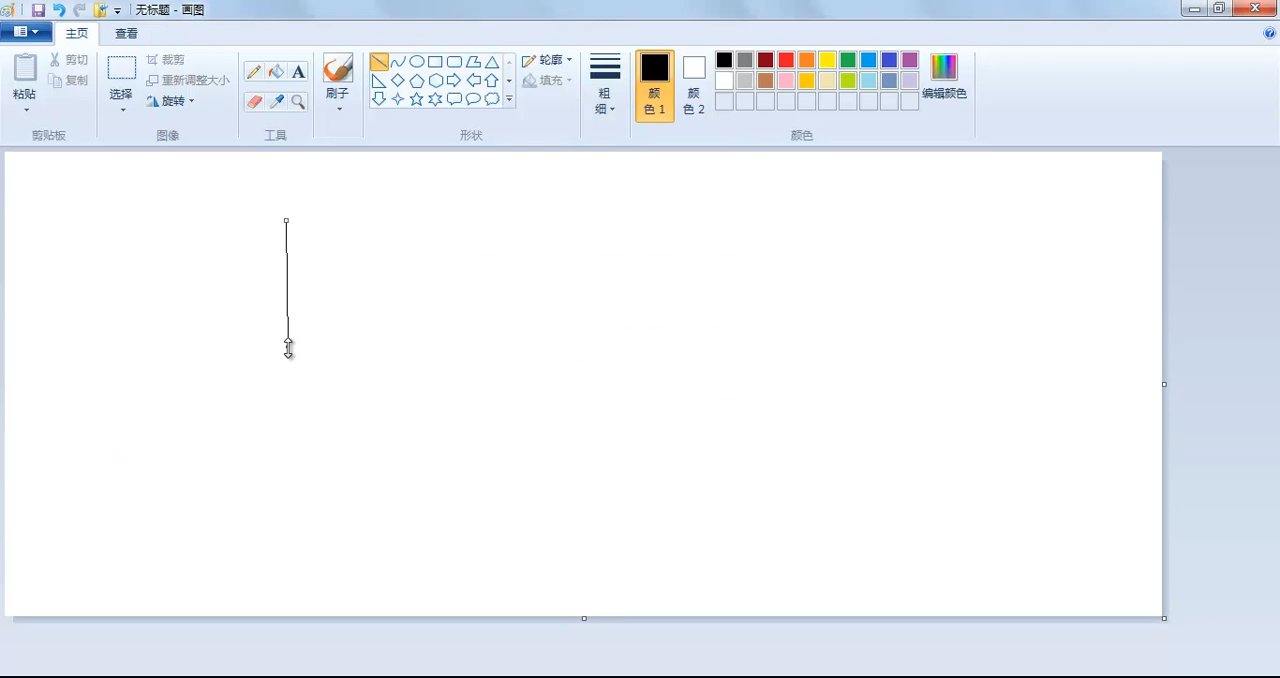 无标题 - 画图
主页 查看
粘贴
剪切
复制
剪贴板
选择
裁剪
重新调整大小
旋转
图像
A
工具
刷子
轮廓
填充
形状
粗
细
颜
色 1
颜
色 2
编辑颜色
颜色